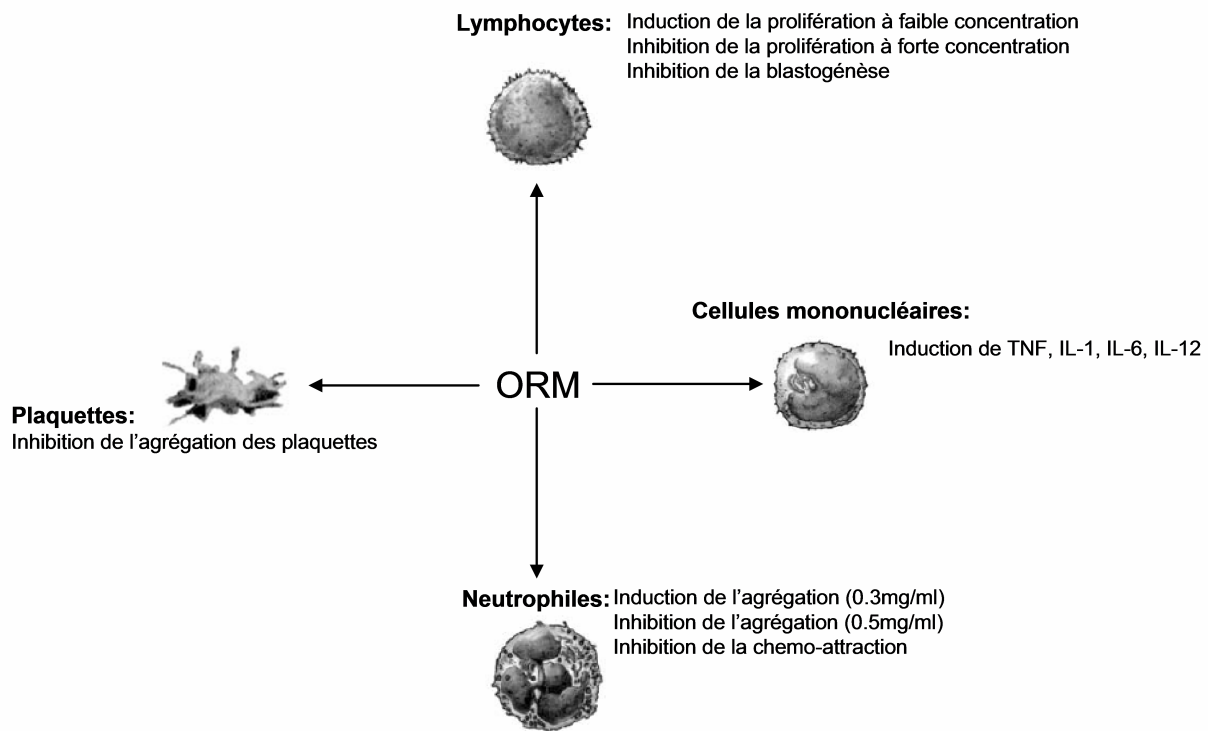 Lymphocytes: Induction de la prolifération à faible concentration
Inhibition de la prolifération à forte concentration
Inhibition de la blastogénèse
Cellules mononucléaires:
Induction de TNF, IL-1, IL-6, IL-12
ORM
Plaquettes:
Inhibition de l'agrégation des plaquettes
Neutrophiles: Induction de l'agrégation (0.3mg/ml)
Inhibition de l'agrégation (0.5mg/ml)
Inhibition de la chemo-attraction